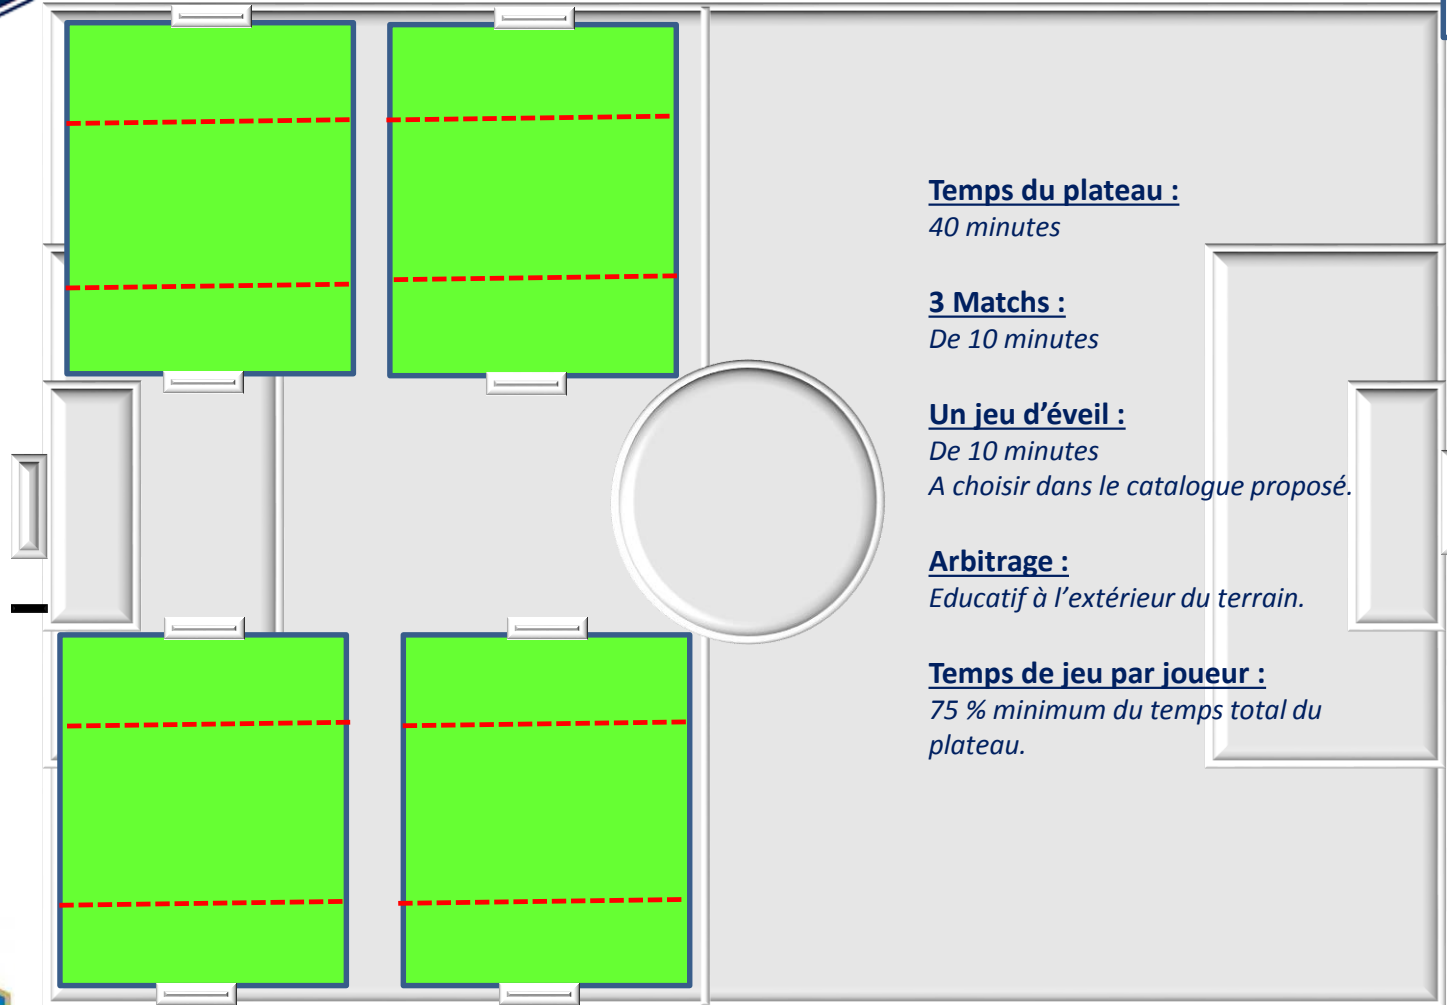 Temps du plateau :
40 minutes
3 Matchs :
De 10 minutes
Un jeu d’éveil :
De 10 minutes
A choisir dans le catalogue proposé.
Arbitrage :
Educatif à l’extérieur du terrain.
Temps de jeu par joueur :
75 % minimum du temps total du
plateau.